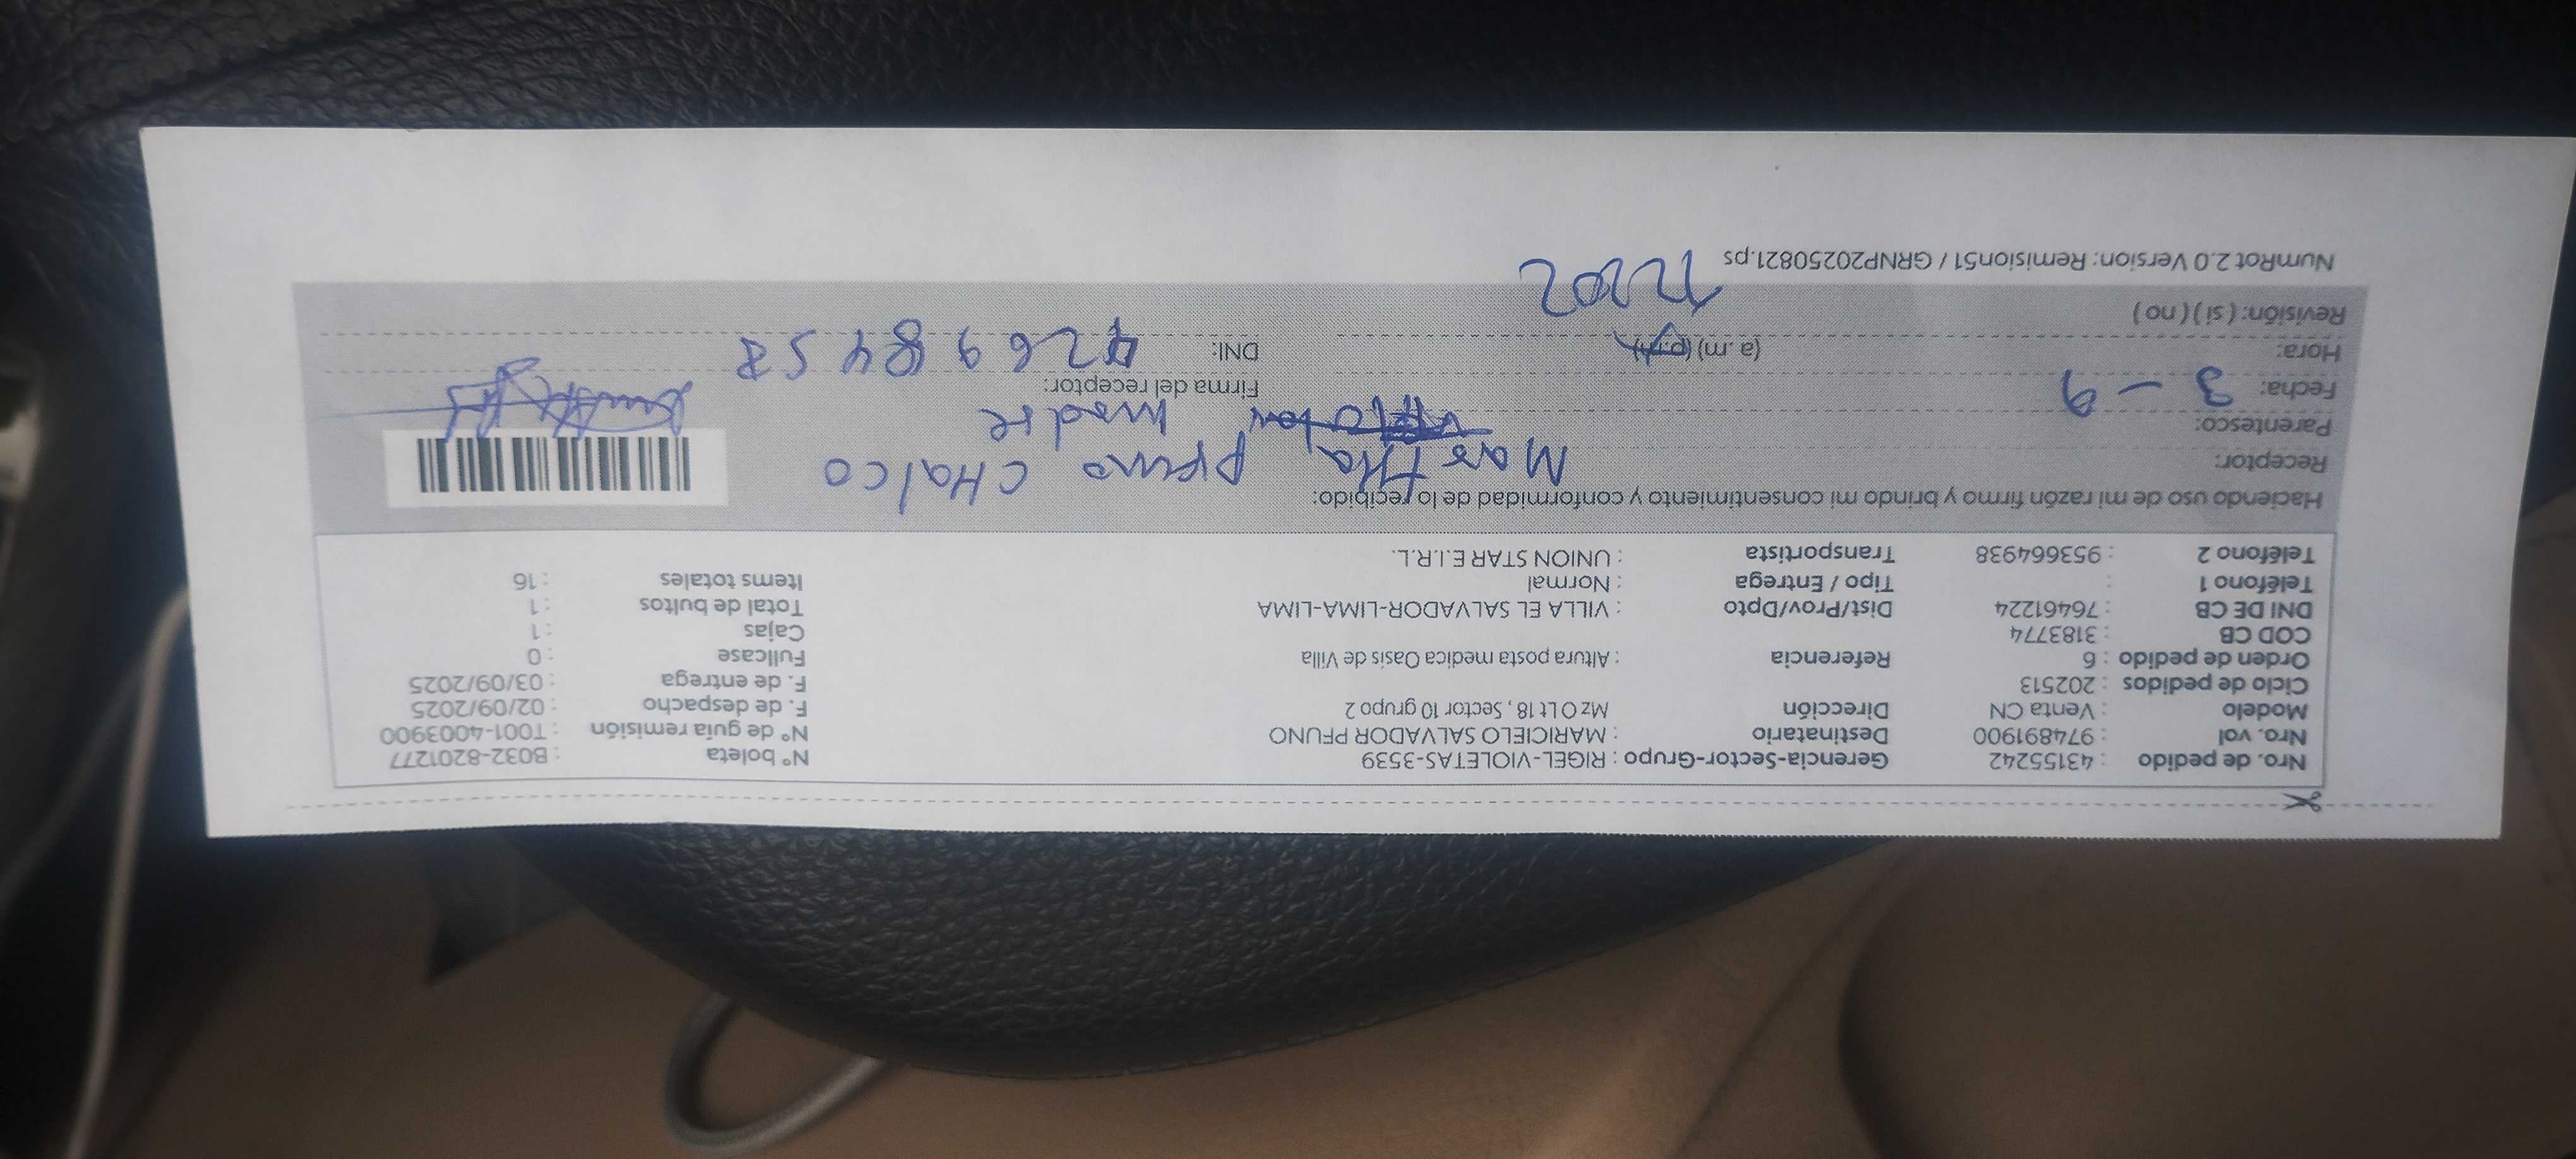 Nro. de pedido : 43155242 Gerencia-Sector-Grupo : RIGEL-VIOLETAS-3539 N° boleta : B032-8201277
Nro. vol : 974891900 Destinatario : MARICIELO SALVADOR PFUNO N° de guía remisión : T001-4003900
Modelo : Venta CN Dirección Mz O Lt 18 , Sector 10 grupo 2 F. de despacho : 02/09/2025
Ciclo de pedidos : 202513 F. de entrega : 03/09/2025
Orden de pedido : 6 Referencia : Altura posta medica Oasis de Villa Fullcase : 0
COD CB : 3183774 Cajas : 1
DNI DE CB : 76461224 Dist/Prov/Dpto : VILLA EL SALVADOR-LIMA-LIMA Total de bultos : 1
Teléfono 1 : Tipo / Entrega : Normal Items totales : 16
Teléfono 2 : 953664938 Transportista : UNION STAR E.I.R.L.
Haciendo uso de mi razón firmo y brindo mi consentimiento y conformidad de lo recibido:
Receptor: Martha Pfuno CHalco
Parentesco: madre
Fecha: 3 - 9 Firma del receptor:
Hora: (a .m) (p.m) DNI:
Revisión: ( si ) ( no )
NumRot 2.0 Version: Remision51 / GRNP20250821.ps